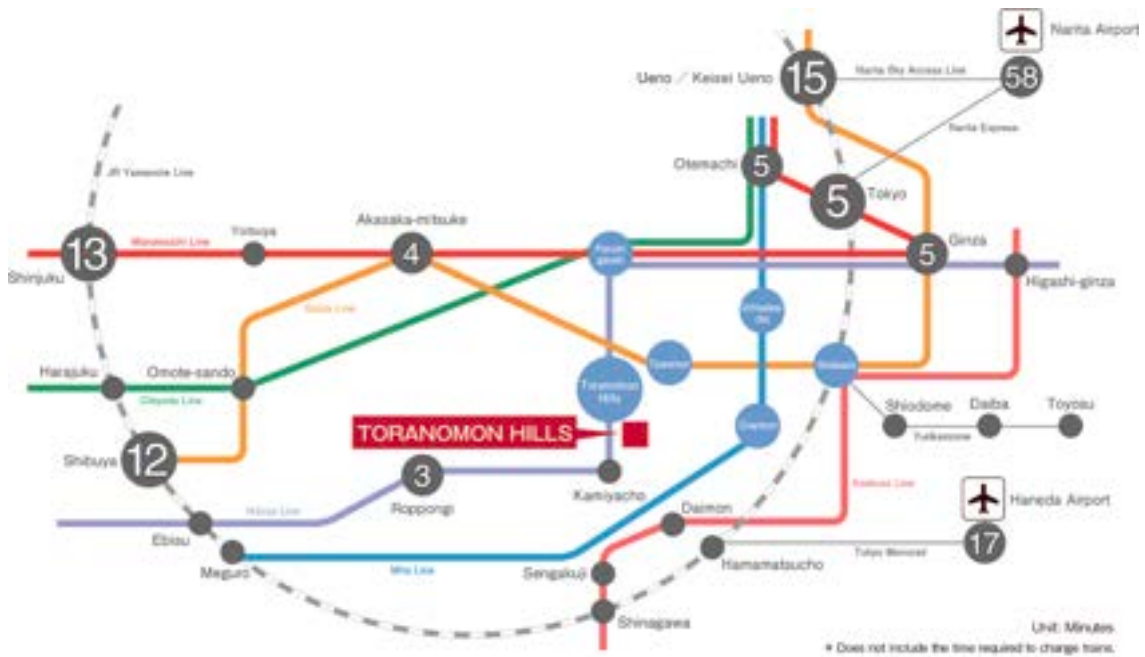 Narita Airport
Ueno / Keisei Ueno
15
Narita Sky Access Line
58
Narita Express
JR Yamanote Line
Otemachi
5
5
Tokyo
Akasaka-mitsuke
Yotsuya
Marunouchi Line
13
Shinjuku
4
Ginza
5
Higashi-ginza
Ginza Line
Harajuku
Omote-sando
Chiyoda Line
Toranomon
Hills
TORANOMON HILLS
Shiodome
Daiba
Toyosu
Yurikamome
Shibuya
12
3
Roppongi
Kamiyacho
Hibiya Line
Ebisu
Meguro
Mita Line
Asakusa Line
Daimon
Haneda Airport
17
Hamamatsucho
Tokyo Monorail
Sengakuji
Shinagawa
Unit: Minutes
* Does not include the time required to change trains.